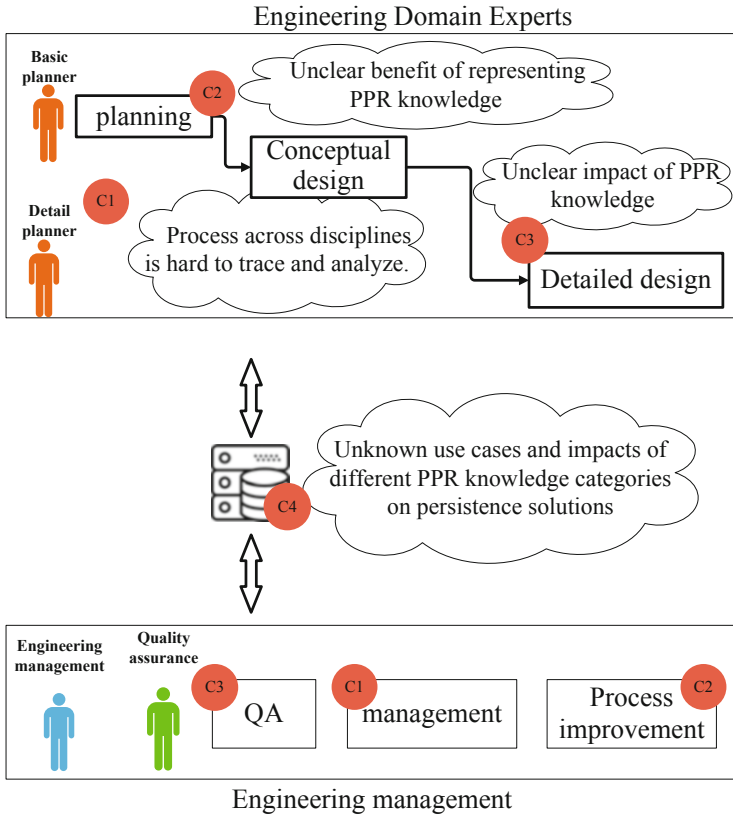 Engineering Domain Experts
Basic
planner
planning
C2
Unclear benefit of representing
PPR knowledge
Conceptual
design
Unclear impact of PPR
knowledge
C1
Detail
planner
Process across disciplines
is hard to trace and analyze.
C3
Detailed design
Unknown use cases and impacts of
different PPR knowledge categories
on persistence solutions
C4
Engineering
management
Quality
assurance
C3
QA
C1
management
Process
improvement
C2
Engineering management